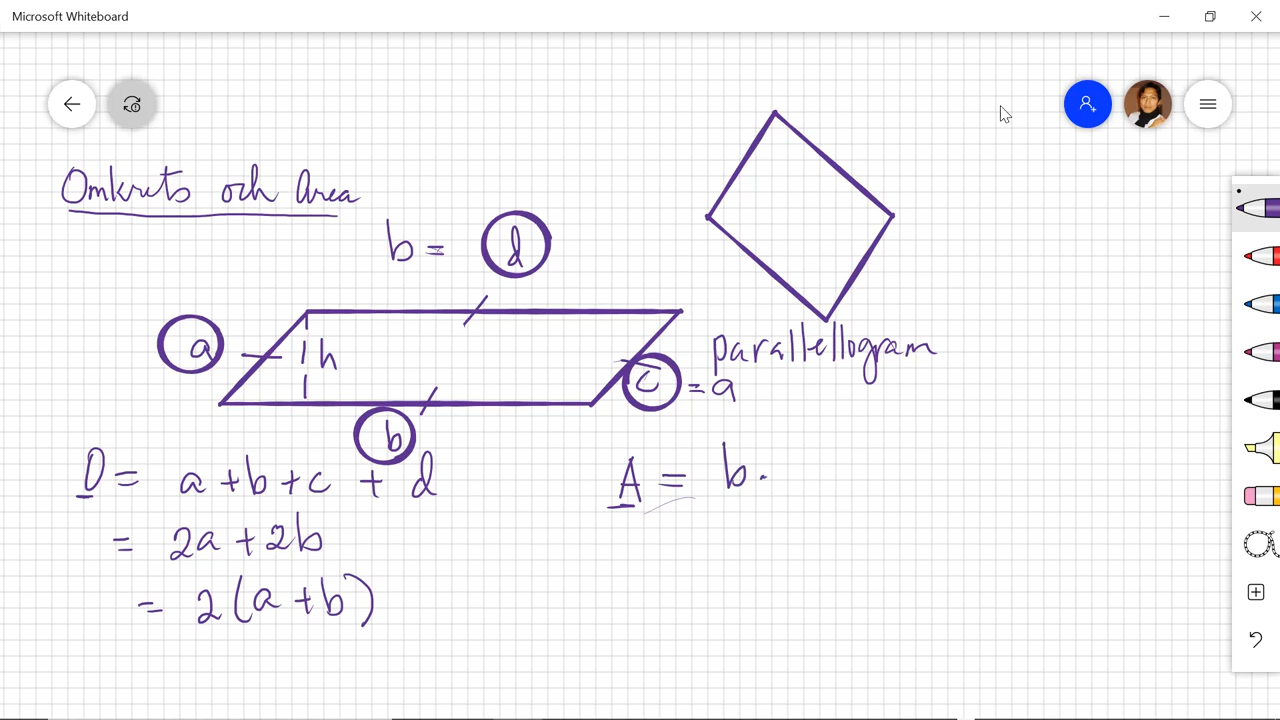 Microsoft Whiteboard
Omkrets och Area
b = d
a
h
c = a
parallellogram
b
O = a + b + c + d
= 2a + 2b
= 2(a + b)
A = b ·